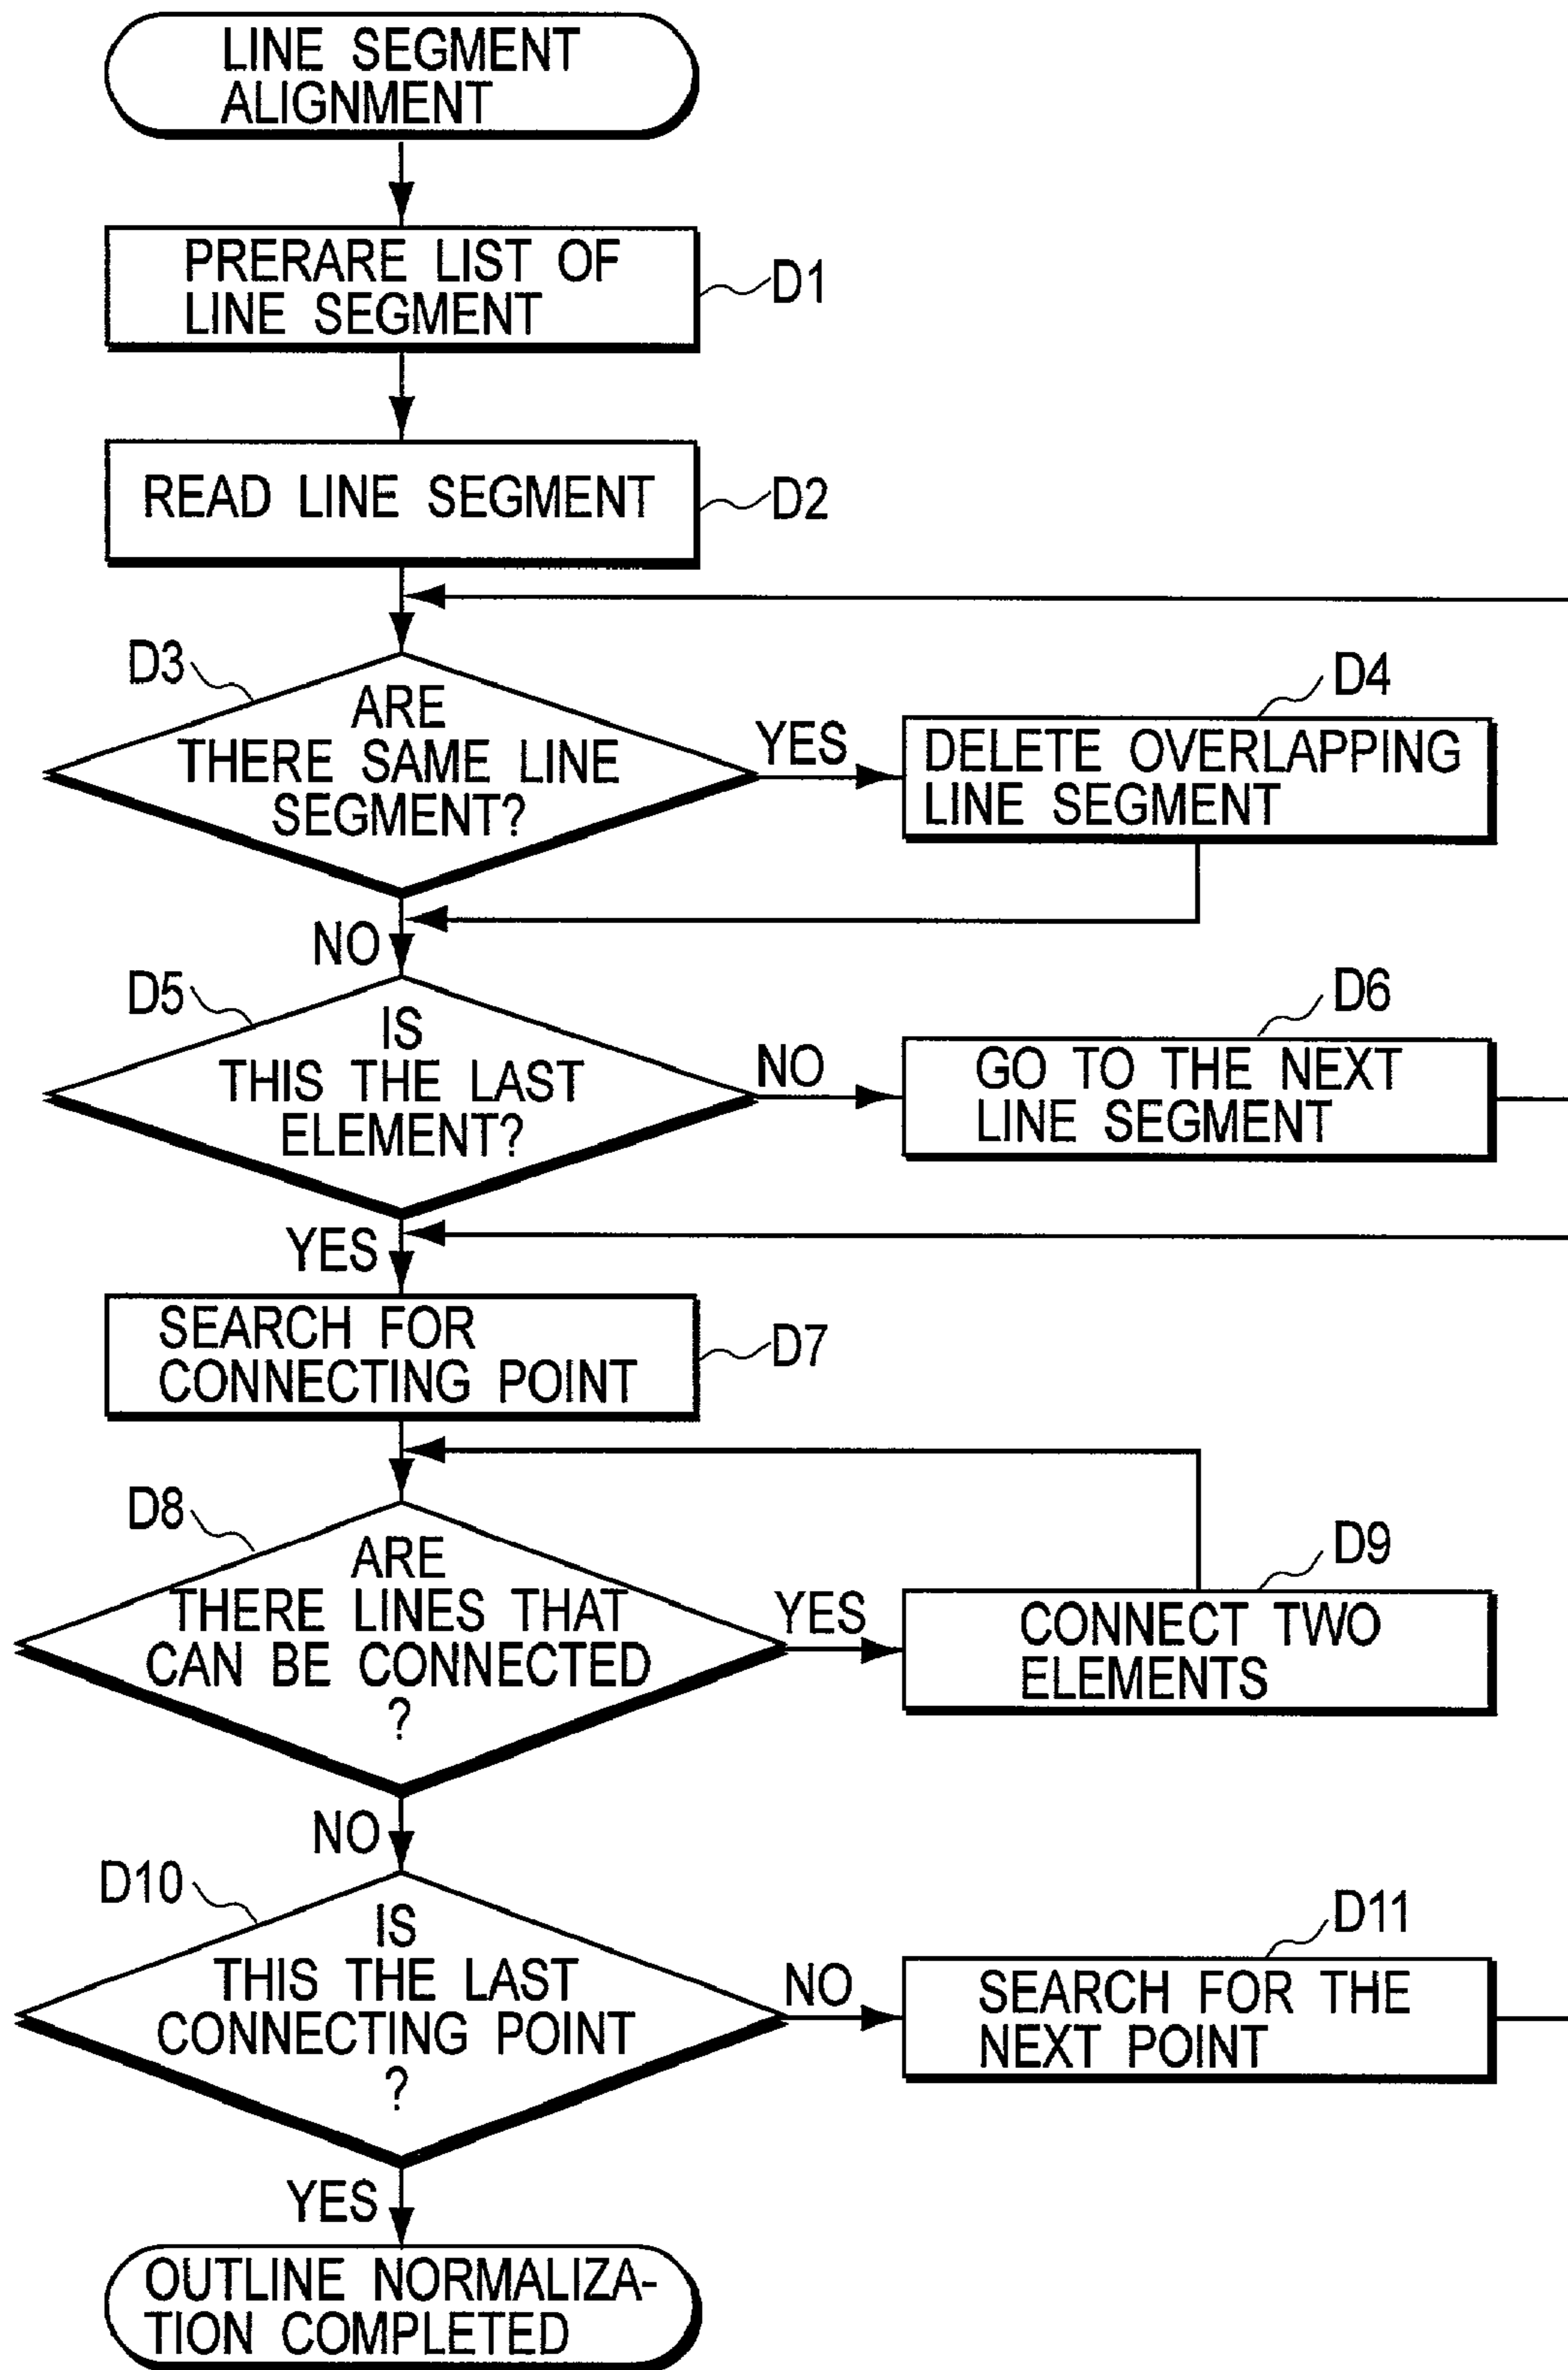 LINE SEGMENT
ALIGNMENT
PRERARE LIST OF
LINE SEGMENT
D1
READ LINE SEGMENT
D2
D3
ARE
THERE SAME LINE
SEGMENT?
YES
D4
DELETE OVERLAPPING
LINE SEGMENT
NO
D5
IS
THIS THE LAST
ELEMENT?
NO
D6
GO TO THE NEXT
LINE SEGMENT
YES
SEARCH FOR
CONNECTING POINT
D7
D8
ARE
THERE LINES THAT
CAN BE CONNECTED
?
YES
D9
CONNECT TWO
ELEMENTS
NO
D10
IS
THIS THE LAST
CONNECTING POINT
?
NO
D11
SEARCH FOR THE
NEXT POINT
YES
OUTLINE NORMALIZA-
TION COMPLETED